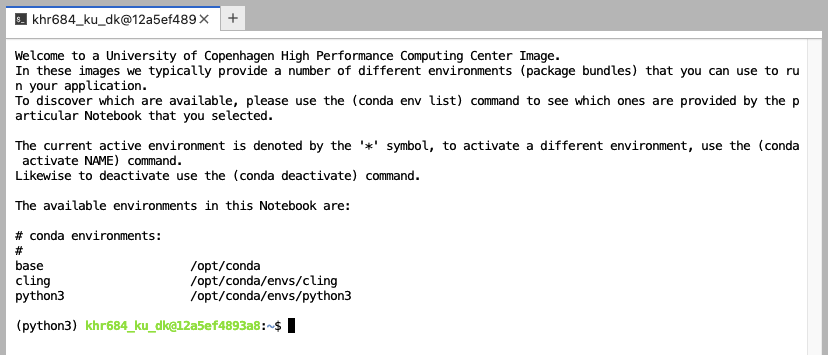 khr684_ku_dk@12a5ef489
Welcome to a University of Copenhagen High Performance Computing Center Image.
In these images we typically provide a number of different environments (package bundles) that you can use to ru
n your application.
To discover which are available, please use the (conda env list) command to see which ones are provided by the p
articular Notebook that you selected.
The current active environment is denoted by the '*' symbol, to activate a different environment, use the (conda
 activate NAME) command.
Likewise to deactivate use the (conda deactivate) command.
The available environments in this Notebook are:
# conda environments:
#
base                     /opt/conda
cling                    /opt/conda/envs/cling
python3                  /opt/conda/envs/python3
(python3) khr684_ku_dk@12a5ef4893a8:~$